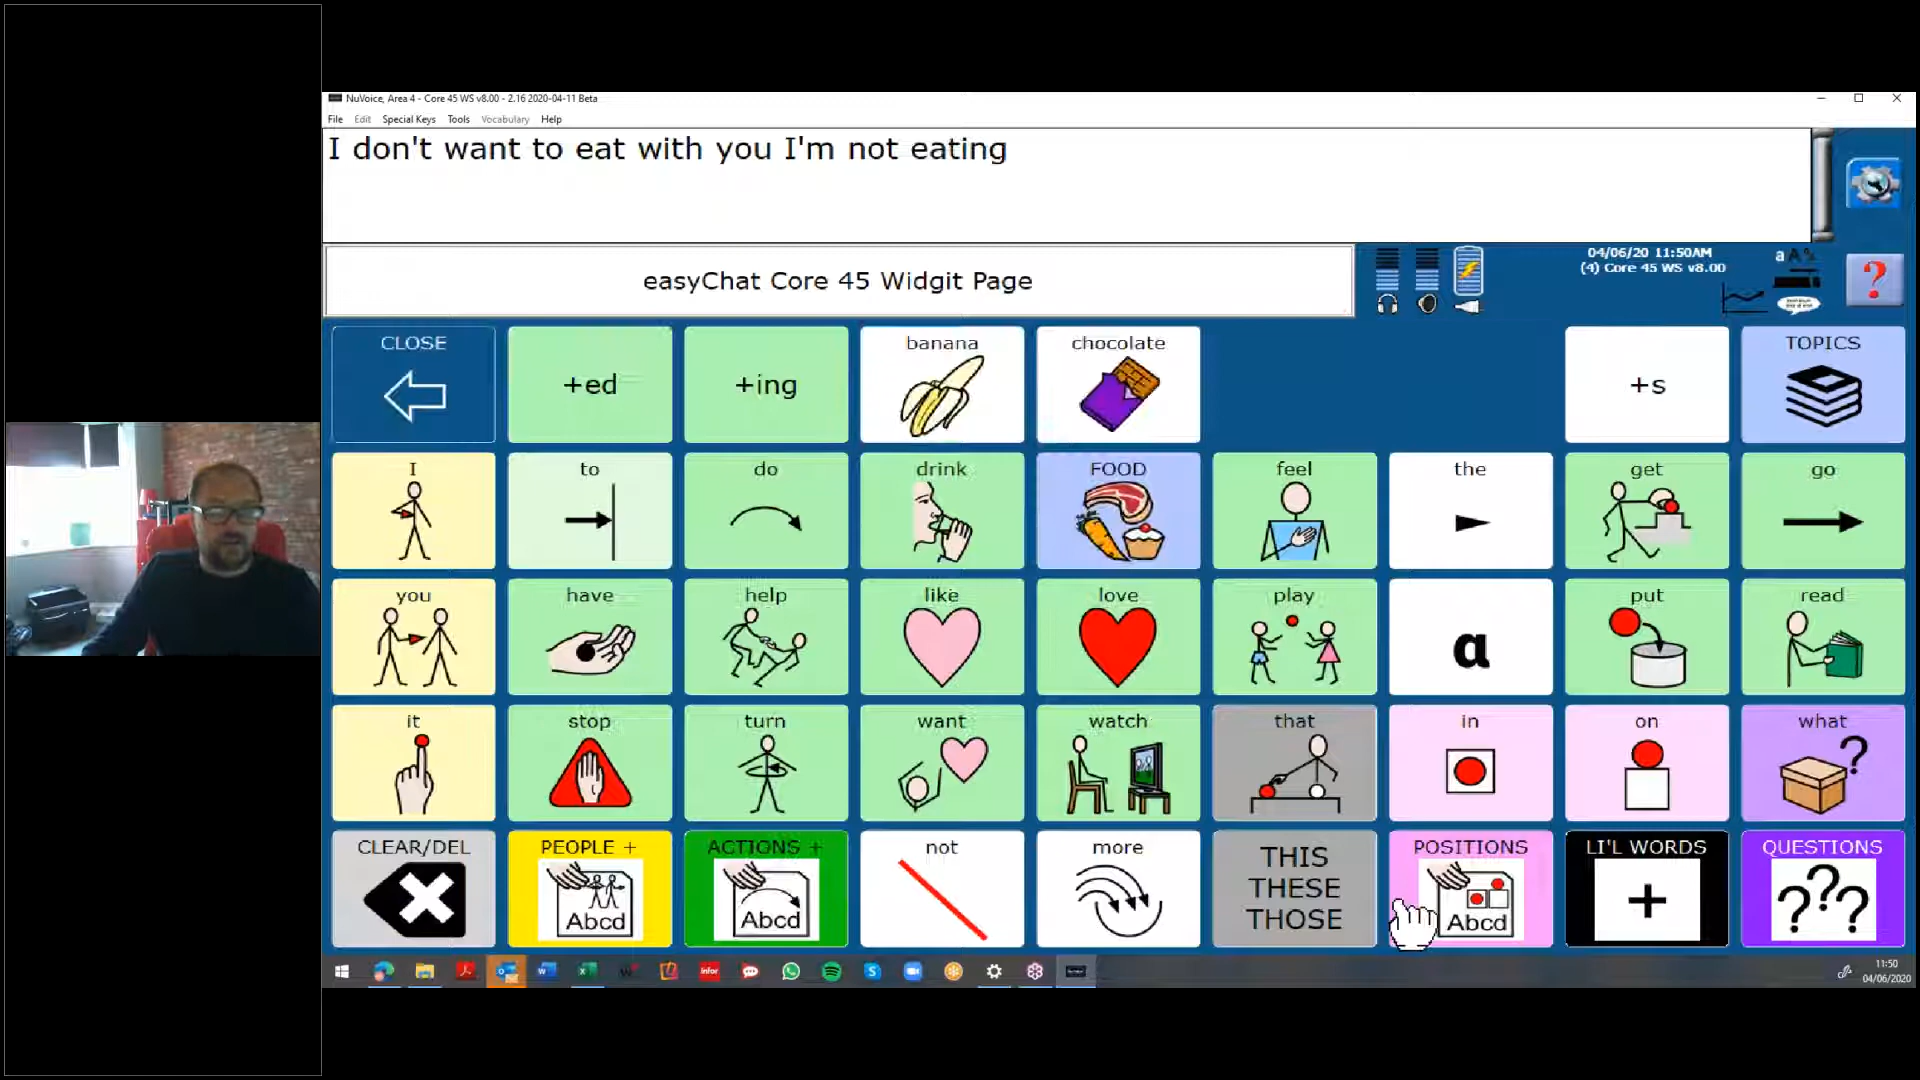 NuVoice, Area 4 - Core 45 WS v8.00 - 2.16 2020-04-11 Beta
File Edit Special Keys Tools Vocabulary Help
I don't want to eat with you I'm not eating
easyChat Core 45 Widgit Page
04/06/20 11:50AM
(4) Core 45 WS v8.00
CLOSE +ed +ing banana chocolate +s TOPICS
I to do drink FOOD feel the get go
you have help like love play a put read
it stop turn want watch that in on what
CLEAR/DEL PEOPLE + ACTIONS + not more THIS THESE THOSE POSITIONS LI'L WORDS QUESTIONS
Abcd Abcd Abcd
11:50
04/06/2020